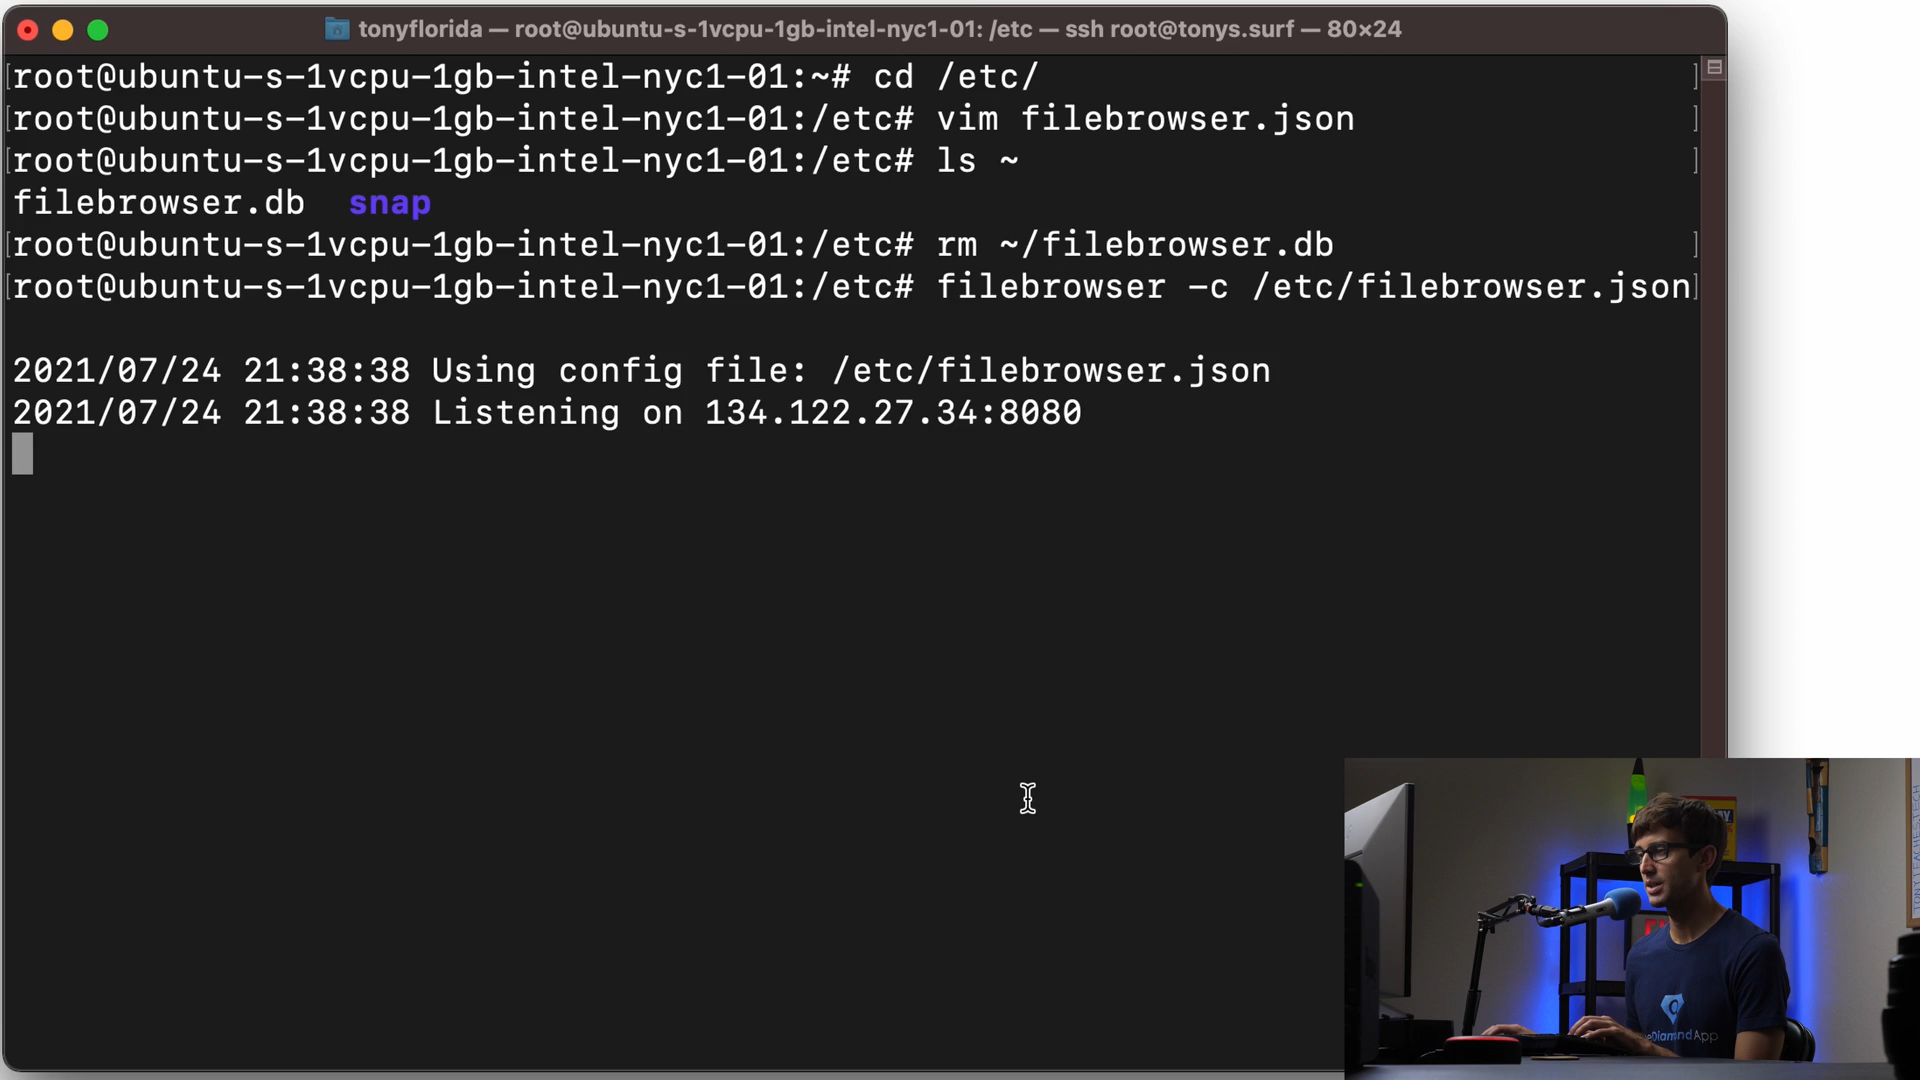 tonyflorida — root@ubuntu-s-1vcpu-1gb-intel-nyc1-01: /etc — ssh root@tonys.surf — 80×24
[root@ubuntu-s-1vcpu-1gb-intel-nyc1-01:~# cd /etc/ ]
[root@ubuntu-s-1vcpu-1gb-intel-nyc1-01:/etc# vim filebrowser.json ]
[root@ubuntu-s-1vcpu-1gb-intel-nyc1-01:/etc# ls ~ ]
filebrowser.db snap
[root@ubuntu-s-1vcpu-1gb-intel-nyc1-01:/etc# rm ~/filebrowser.db ]
[root@ubuntu-s-1vcpu-1gb-intel-nyc1-01:/etc# filebrowser -c /etc/filebrowser.json]
2021/07/24 21:38:38 Using config file: /etc/filebrowser.json
2021/07/24 21:38:38 Listening on 134.122.27.34:8080